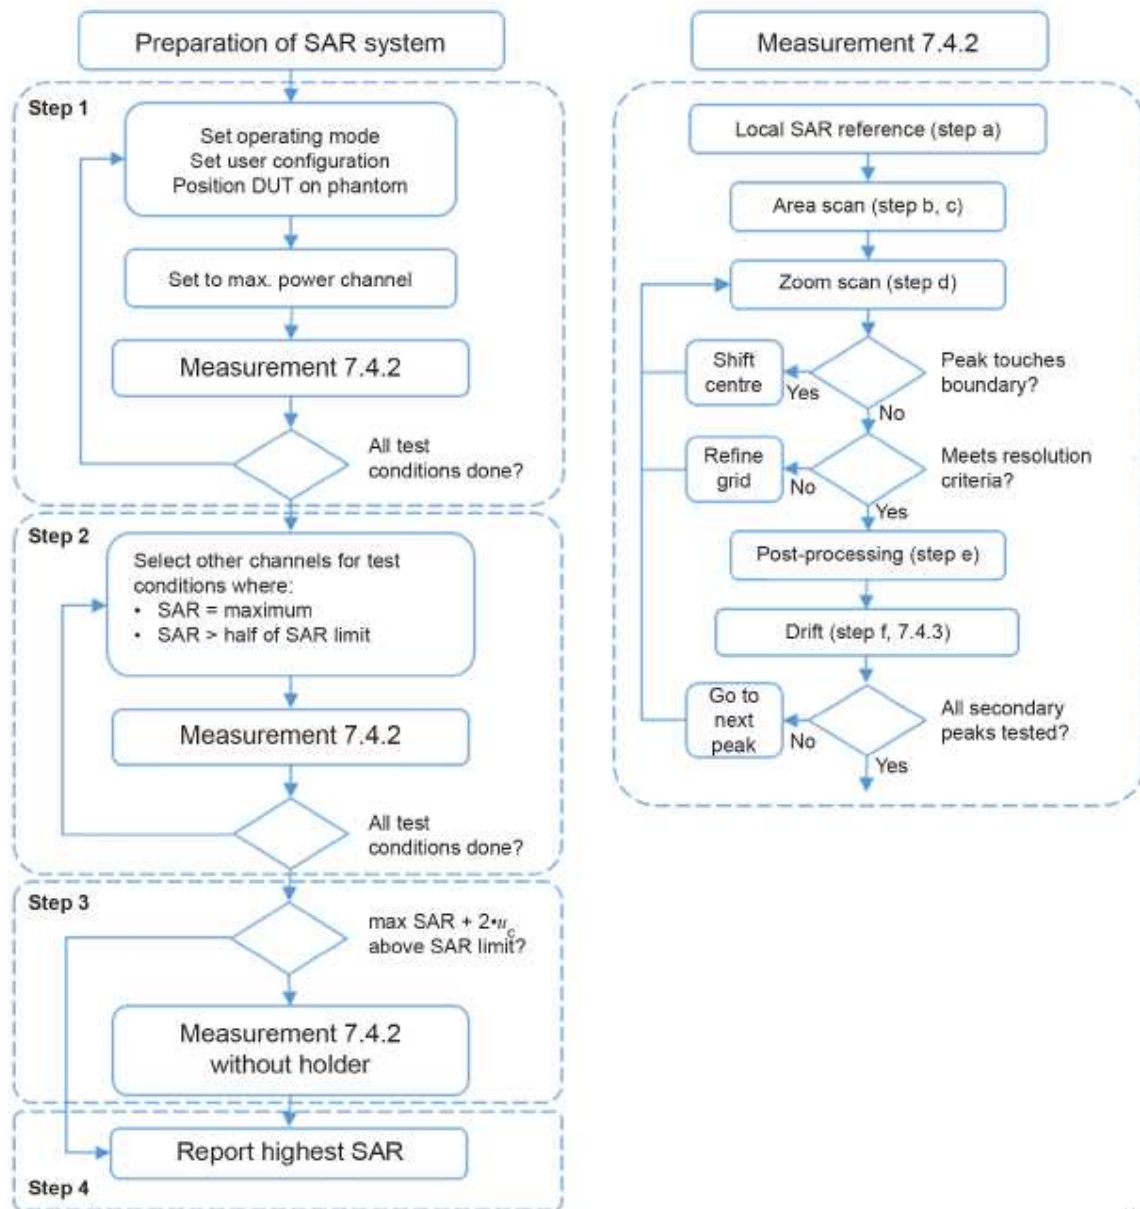 Preparation of SAR system
Step 1
Set operating mode
Set user configuration
Position DUT on phantom
Set to max. power channel
Measurement 7.4.2
All test
conditions done?
Step 2
Select other channels for test
conditions where:
• SAR = maximum
• SAR > half of SAR limit
Measurement 7.4.2
All test
conditions done?
Step 3
max SAR + 2•uc
above SAR limit?
Measurement 7.4.2
without holder
Report highest SAR
Step 4
Measurement 7.4.2
Local SAR reference (step a)
Area scan (step b, c)
Zoom scan (step d)
Shift
centre
Yes
Peak touches
boundary?
No
Refine
grid
No
Meets resolution
criteria?
Yes
Post-processing (step e)
Drift (step f, 7.4.3)
Go to
next
peak
No
All secondary
peaks tested?
Yes